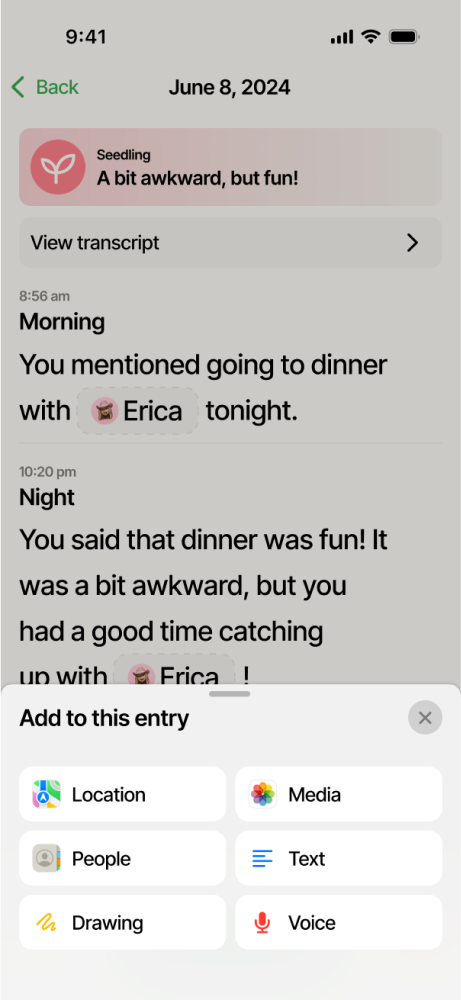 9:41
Back
June 8, 2024
Seedling
A bit awkward, but fun!
View transcript
8:56 am
Morning
You mentioned going to dinner
with Erica tonight.
10:20 pm
Night
You said that dinner was fun! It
was a bit awkward, but you
had a good time catching
up with Erica !
Add to this entry
Location
Media
People
Text
Drawing
Voice